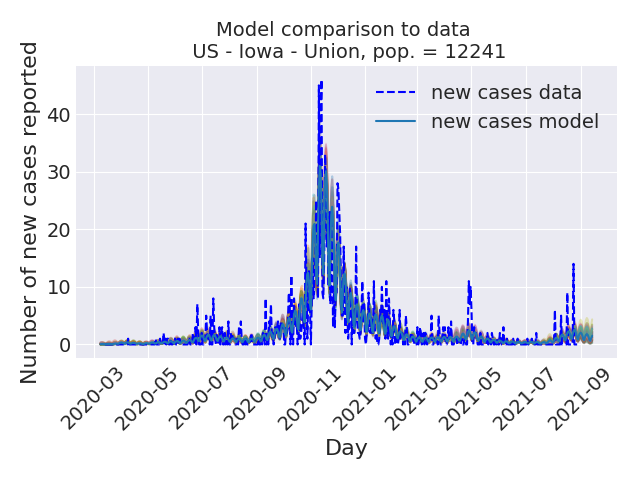 Model comparison to data
US - Iowa - Union, pop. = 12241
new cases data
new cases model
Number of new cases reported
40
30
20
10
0
2020-03
2020-05
2020-07
2020-09
2020-11
2021-01
2021-03
2021-05
2021-07
2021-09
Day